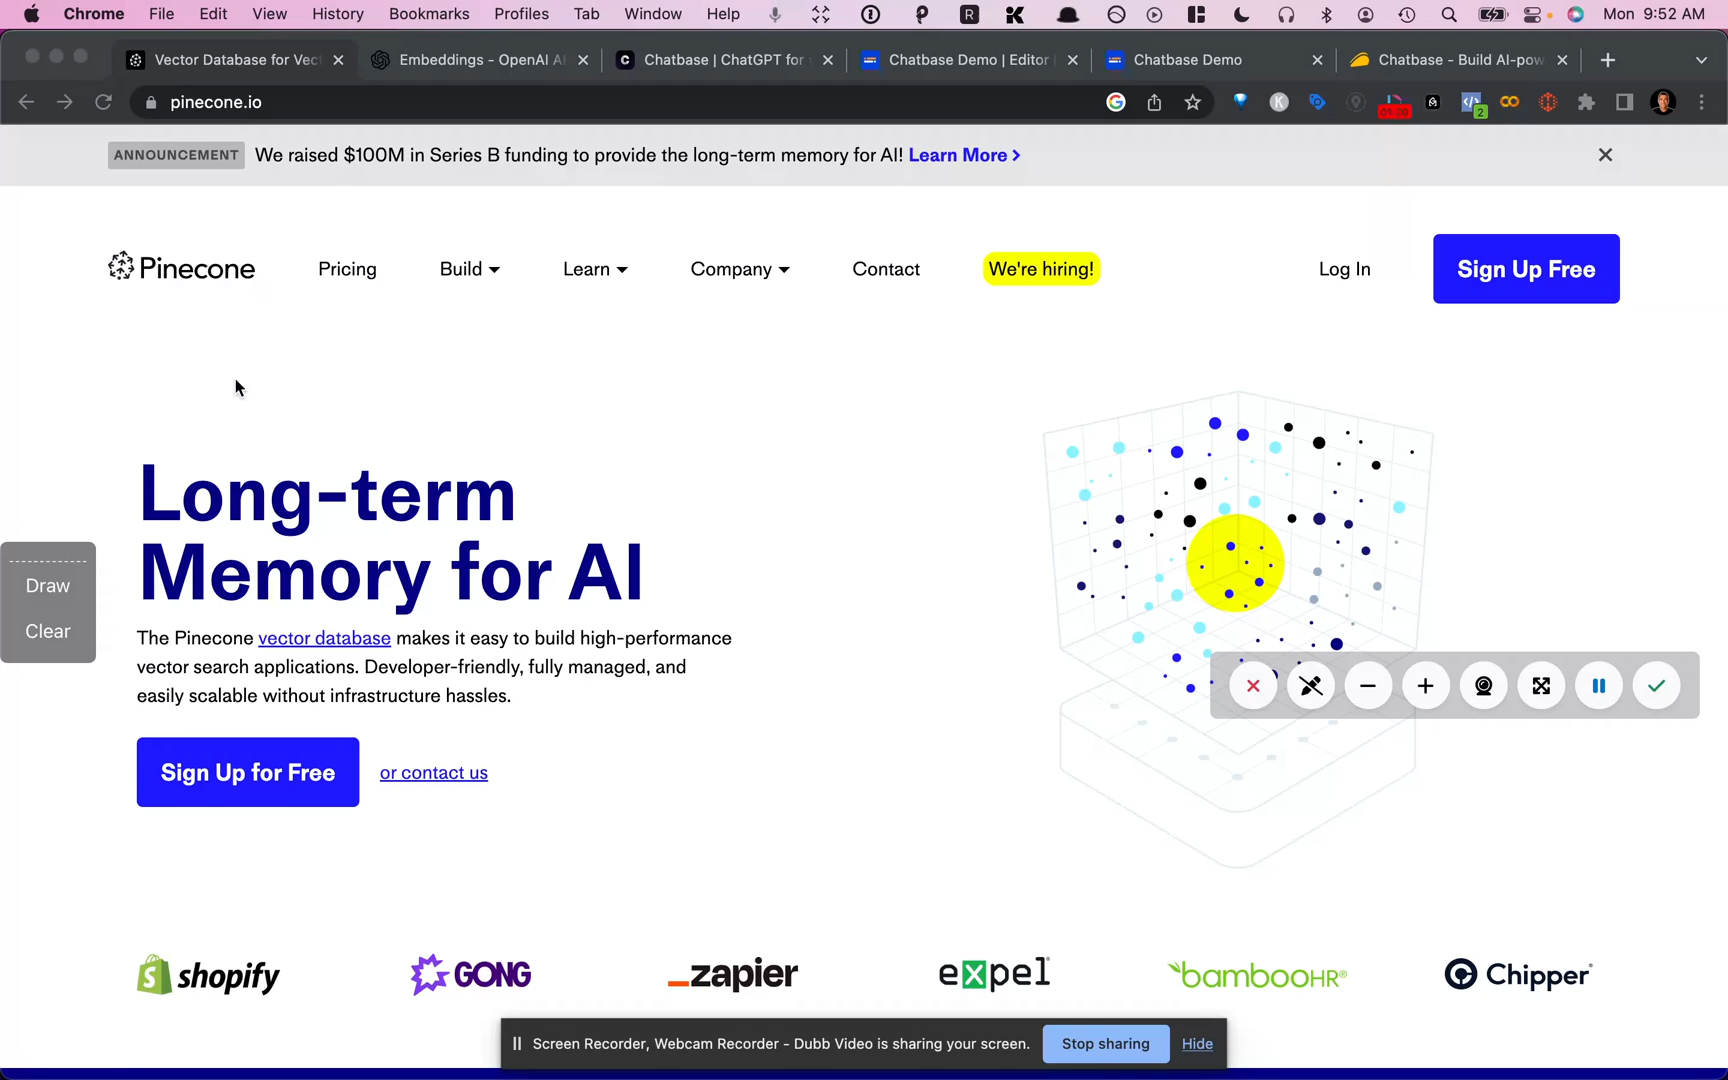 Chrome File Edit View History Bookmarks Profiles Tab Window Help Mon 9:52 AM
Vector Database for Vec Embeddings - OpenAI A Chatbase | ChatGPT for Chatbase Demo | Editor Chatbase Demo Chatbase - Build AI-pow
pinecone.io
01:20
2
ANNOUNCEMENT We raised $100M in Series B funding to provide the long-term memory for AI! Learn More >
Pinecone Pricing Build Learn Company Contact We're hiring! Log In Sign Up Free
Long-term
Memory for AI
Draw
Clear
The Pinecone vector database makes it easy to build high-performance
vector search applications. Developer-friendly, fully managed, and
easily scalable without infrastructure hassles.
Sign Up for Free or contact us
shopify GONG zapier expel bambooHR Chipper
Screen Recorder, Webcam Recorder - Dubb Video is sharing your screen. Stop sharing Hide